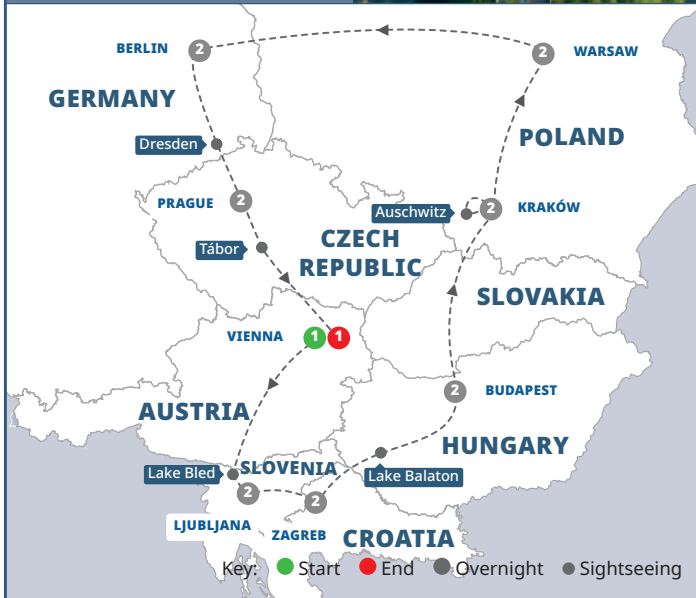 BERLIN
2
2
WARSAW
GERMANY
POLAND
Dresden
PRAGUE
2
Auschwitz
2
KRAKÓW
Tábor
CZECH
REPUBLIC
SLOVAKIA
VIENNA
1
1
2
BUDAPEST
AUSTRIA
HUNGARY
Lake Bled
SLOVENIA
Lake Balaton
2
2
LJUBLJANA
ZAGREB
CROATIA
Key: Start End Overnight Sightseeing